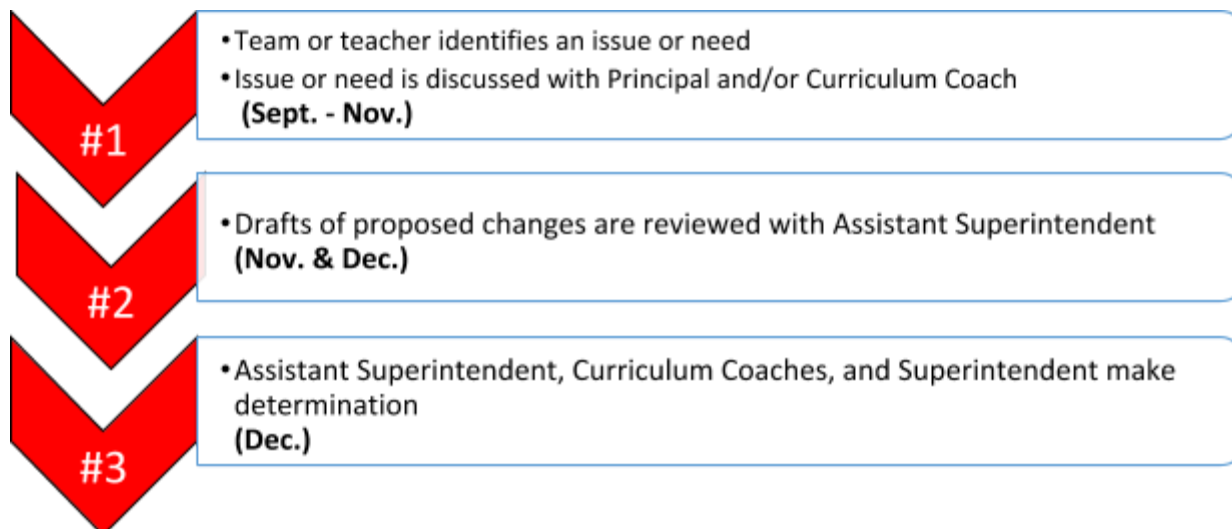 #1
•Team or teacher identifies an issue or need
•Issue or need is discussed with Principal and/or Curriculum Coach
(Sept. - Nov.)
#2
•Drafts of proposed changes are reviewed with Assistant Superintendent
(Nov. & Dec.)
#3
•Assistant Superintendent, Curriculum Coaches, and Superintendent make
determination
(Dec.)